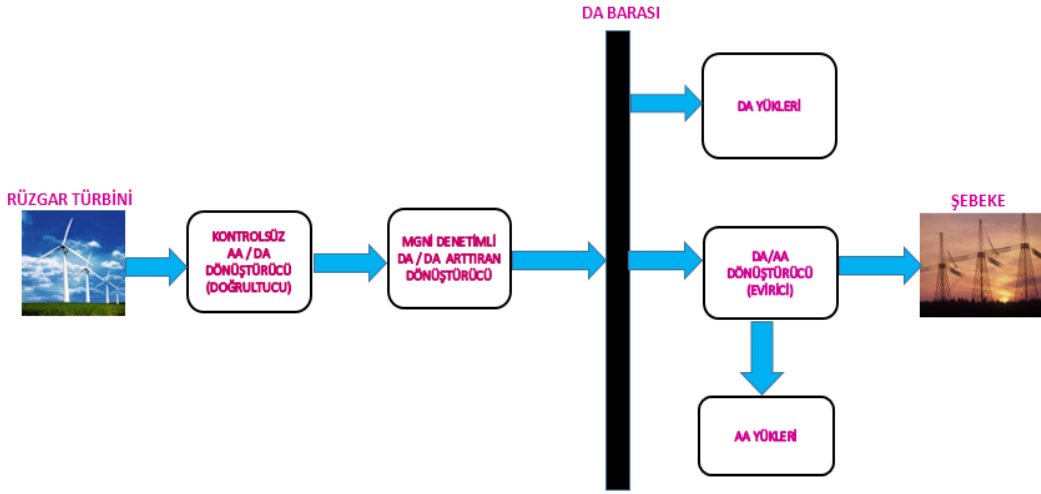 DA BARASI
DA YÜKLERİ
RÜZGAR TÜRBİNİ
KONTROLSÜZ
AA / DA
DÖNÜŞTÜRÜCÜ
(DOĞRULTUCU)
MGNİ DENETİMLİ
DA / DA ARTTIRAN
DÖNÜŞTÜRÜCÜ
DA/AA
DÖNÜŞTÜRÜCÜ
(EVİRİCİ)
ŞEBEKE
AA YÜKLERİ